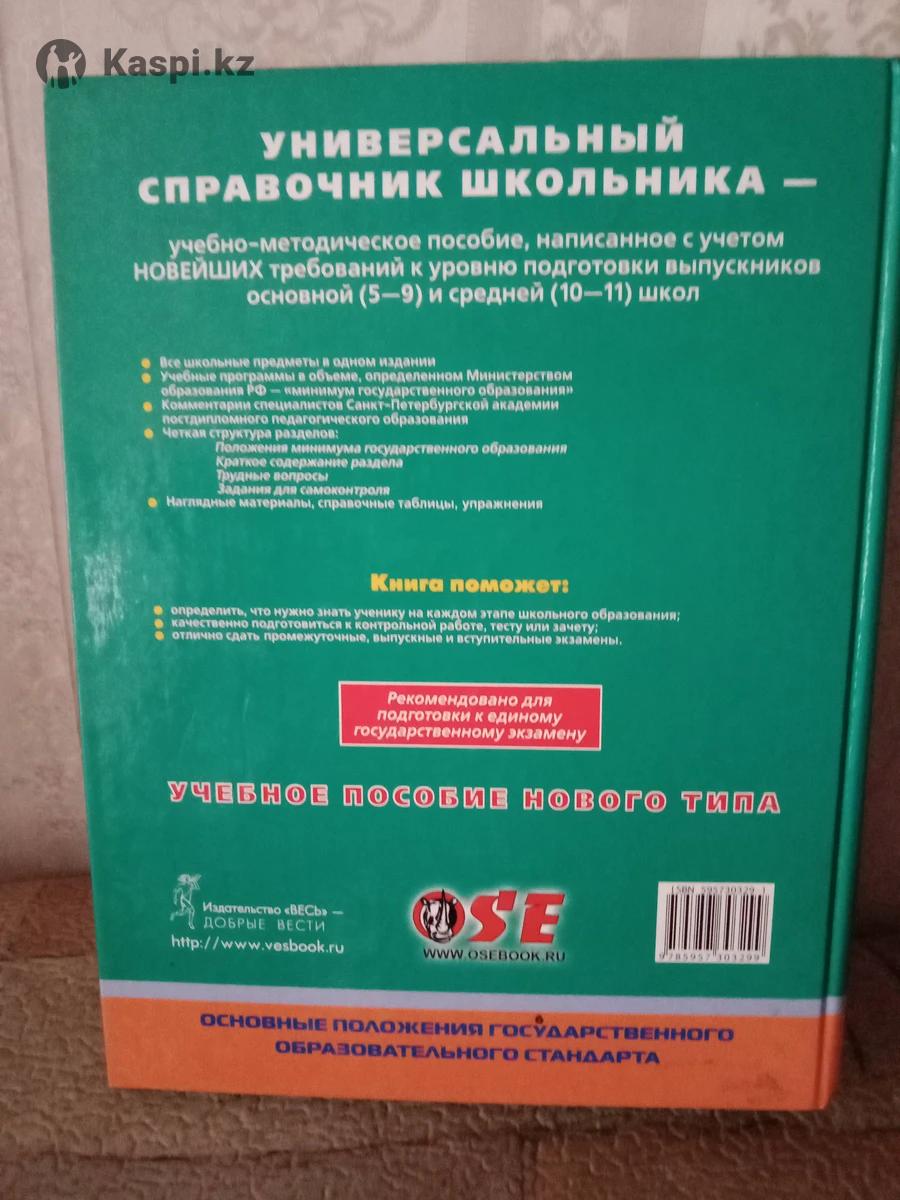 Kaspi.kz
УНИВЕРСАЛЬНЫЙ
СПРАВОЧНИК ШКОЛЬНИКА —
учебно-методическое пособие, написанное с учетом
НОВЕЙШИХ требований к уровню подготовки выпускников
основной (5—9) и средней (10—11) школ
Все школьные предметы в одном издании
Учебные программы в объеме, определенном Министерством
образования РФ — «минимум государственного образования»
Комментарии специалистов Санкт-Петербургской академии
постдипломного педагогического образования
Четкая структура разделов:
Положения минимума государственного образования
Краткое содержание раздела
Трудные вопросы
Задания для самоконтроля
Наглядные материалы, справочные таблицы, упражнения
Книга поможет:
определить, что нужно знать ученику на каждом этапе школьного образования;
качественно подготовиться к контрольной работе, тесту или зачету;
отлично сдать промежуточные, выпускные и вступительные экзамены.
Рекомендовано для
подготовки к единому
государственному экзамену
УЧЕБНОЕ ПОСОБИЕ НОВОГО ТИПА
Издательство «ВЕСЬ» —
ДОБРЫЕ ВЕСТИ
http://www.vesbook.ru
OSE
WWW.OSEBOOK.RU
ISBN 595730329-1
9 785957 303299
ОСНОВНЫЕ ПОЛОЖЕНИЯ ГОСУДАРСТВЕННОГО
ОБРАЗОВАТЕЛЬНОГО СТАНДАРТА